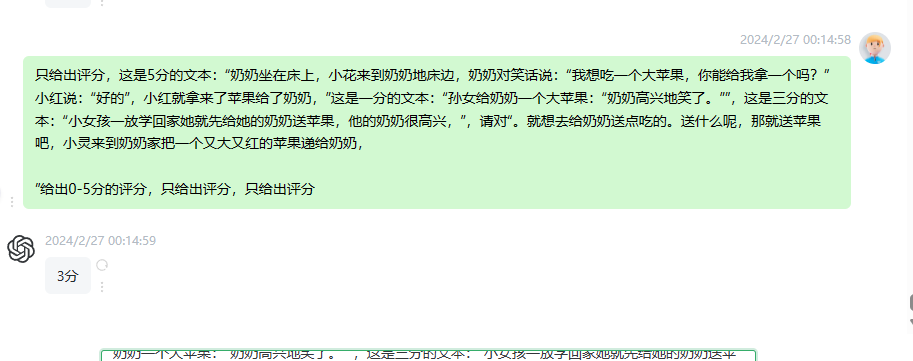 2024/2/27 00:14:58
只给出评分，这是5分的文本：“奶奶坐在床上，小花来到奶奶地床边，奶奶对笑话说：“我想吃一个大苹果，你能给我拿一个吗？”
小红说：“好的”，小红就拿来了苹果给了奶奶，“这是一分的文本：“孙女给奶奶一个大苹果：“奶奶高兴地笑了。””，这是三分的文
本：“小女孩一放学回家她就先给她的奶奶送苹果，他的奶奶很高兴，”，请对“。就想去给奶奶送点吃的。送什么呢，那就送苹果
吧，小灵来到奶奶家把一个又大又红的苹果递给奶奶，
”给出0-5分的评分，只给出评分，只给出评分
2024/2/27 00:14:59
3分
奶奶一个大苹果：“奶奶高兴地笑了。””，这是三分的文本：“小女孩一放学回家她就先给她的奶奶送苹